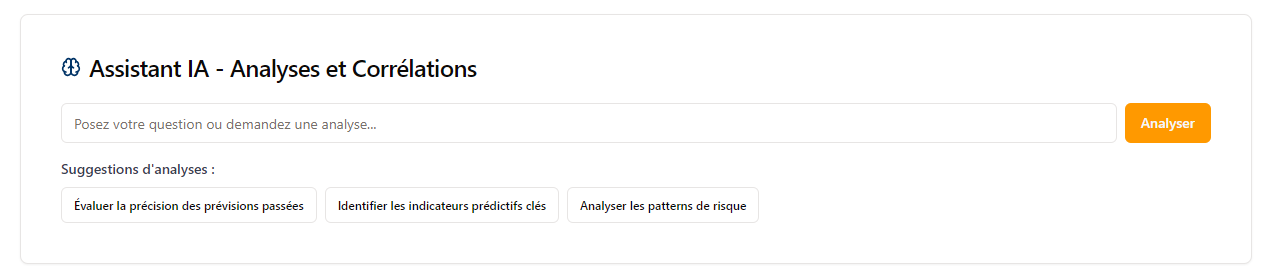 Assistant IA - Analyses et Corrélations
Posez votre question ou demandez une analyse...
Analyser
Suggestions d'analyses :
Évaluer la précision des prévisions passées
Identifier les indicateurs prédictifs clés
Analyser les patterns de risque